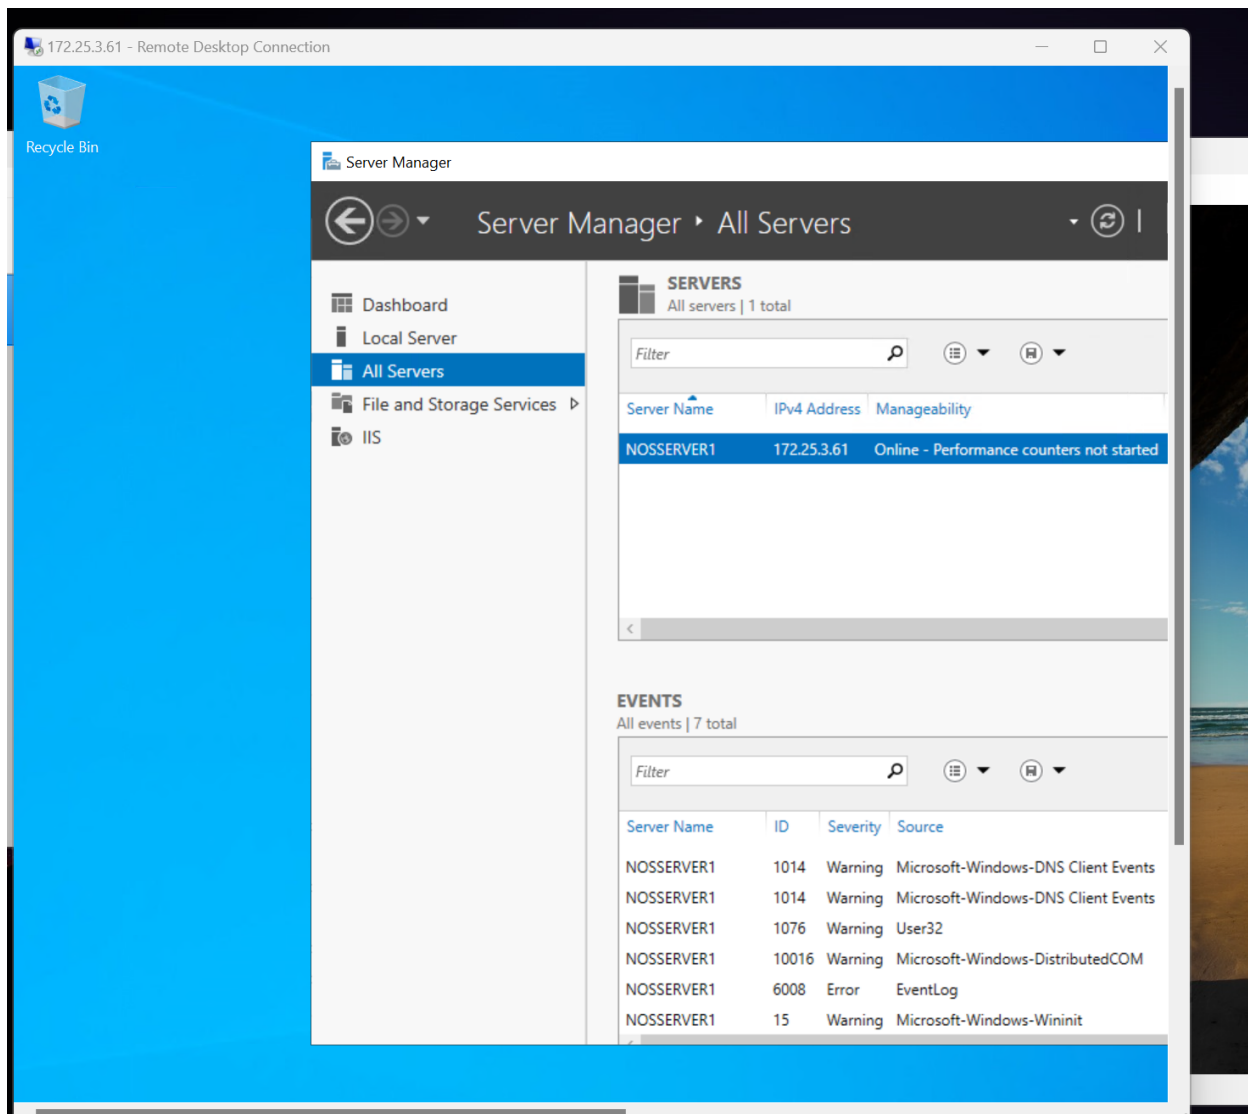 172.25.3.61 - Remote Desktop Connection
Recycle Bin
Server Manager
Server Manager ‣ All Servers
Dashboard
Local Server
All Servers
File and Storage Services
IIS
SERVERS
All servers | 1 total
Filter
Server Name IPv4 Address Manageability
NOSSERVER1 172.25.3.61 Online - Performance counters not started
EVENTS
All events | 7 total
Filter
Server Name ID Severity Source
NOSSERVER1 1014 Warning Microsoft-Windows-DNS Client Events
NOSSERVER1 1014 Warning Microsoft-Windows-DNS Client Events
NOSSERVER1 1076 Warning User32
NOSSERVER1 10016 Warning Microsoft-Windows-DistributedCOM
NOSSERVER1 6008 Error EventLog
NOSSERVER1 15 Warning Microsoft-Windows-Wininit